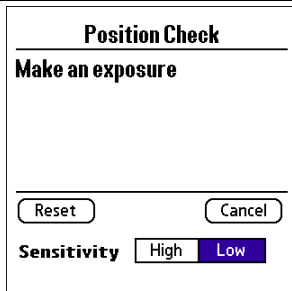 Position Check
Make an exposure
Reset Cancel
Sensitivity High Low